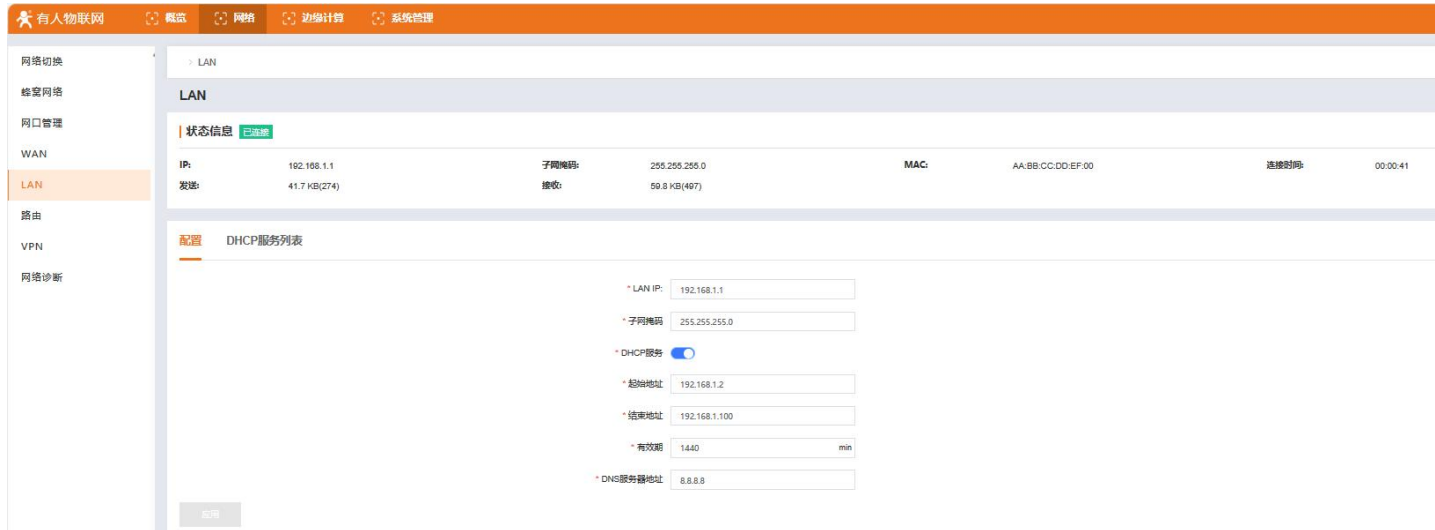 有人物联网 概览 网络 边缘计算 系统管理
网络切换
蜂窝网络
网口管理
WAN
LAN
路由
VPN
网络诊断
> LAN
LAN
状态信息 已连接
IP: 192.168.1.1 子网掩码: 255.255.255.0 MAC: AA:BB:CC:DD:EF:00 连接时间: 00:00:41
发送: 41.7 KB(274) 接收: 59.8 KB(497)
配置 DHCP服务列表
* LAN IP: 192.168.1.1
* 子网掩码 255.255.255.0
* DHCP服务
* 起始地址 192.168.1.2
* 结束地址 192.168.1.100
* 有效期 1440 min
* DNS服务器地址 8.8.8.8
应用